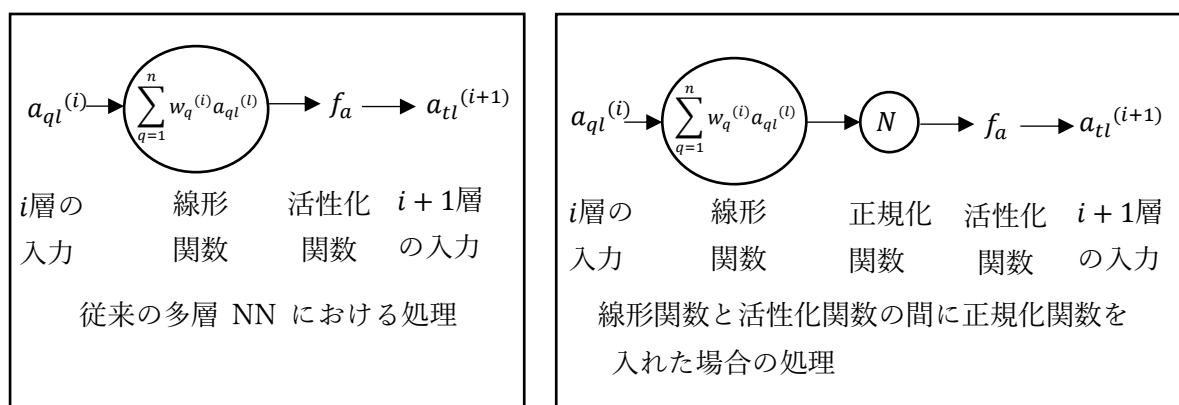 a_{ql}^{(i)} \sum_{q=1}^{n} w_q^{(i)} a_{ql}^{(l)} f_a a_{tl}^{(i+1)}
i層の 線形 活性化 i + 1層
入力 関数 関数 の入力
従来の多層 NN における処理
a_{ql}^{(i)} \sum_{q=1}^{n} w_q^{(i)} a_{ql}^{(l)} N f_a a_{tl}^{(i+1)}
i層の 線形 正規化 活性化 i + 1層
入力 関数 関数 関数 の入力
線形関数と活性化関数の間に正規化関数を
入れた場合の処理